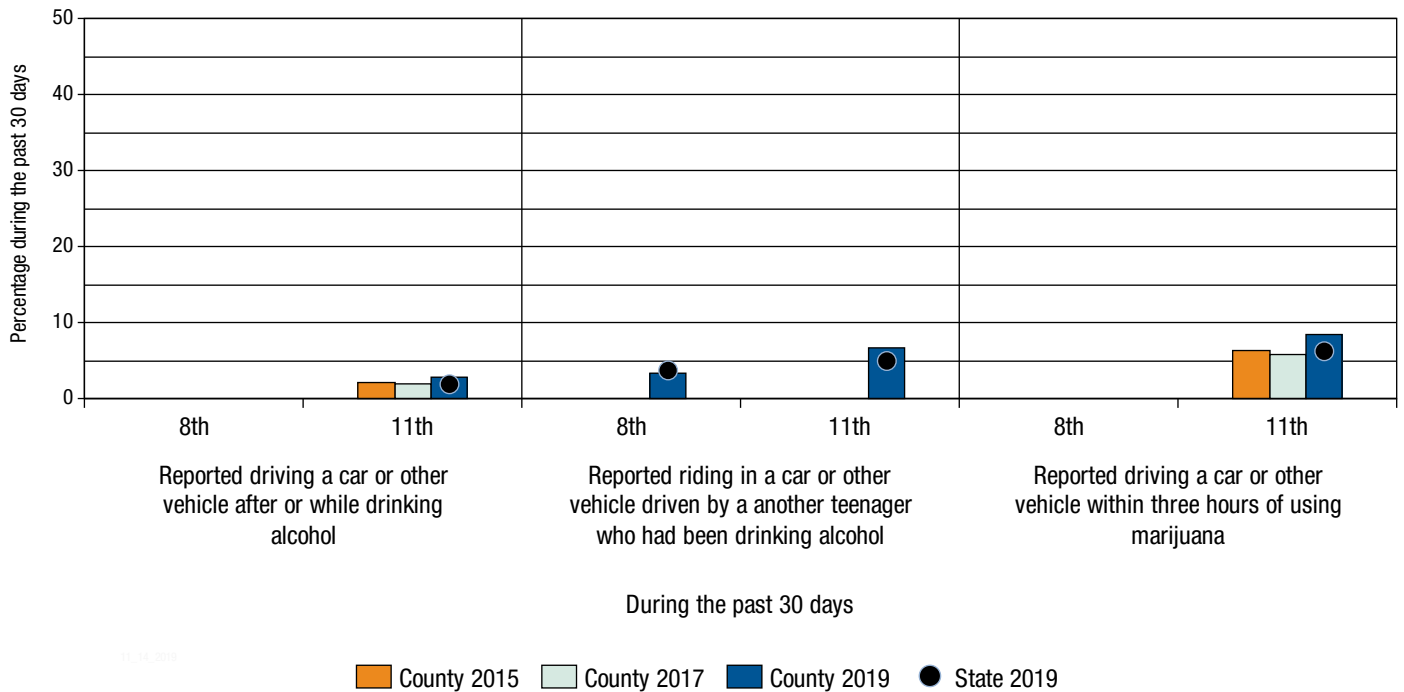 Percentage during the past 30 days
50
40
30
20
10
0
8th
11th
8th
11th
8th
11th
Reported driving a car or other
vehicle after or while drinking
alcohol
Reported riding in a car or other
vehicle driven by a another teenager
who had been drinking alcohol
Reported driving a car or other
vehicle within three hours of using
marijuana
During the past 30 days
County 2015
County 2017
County 2019
State 2019